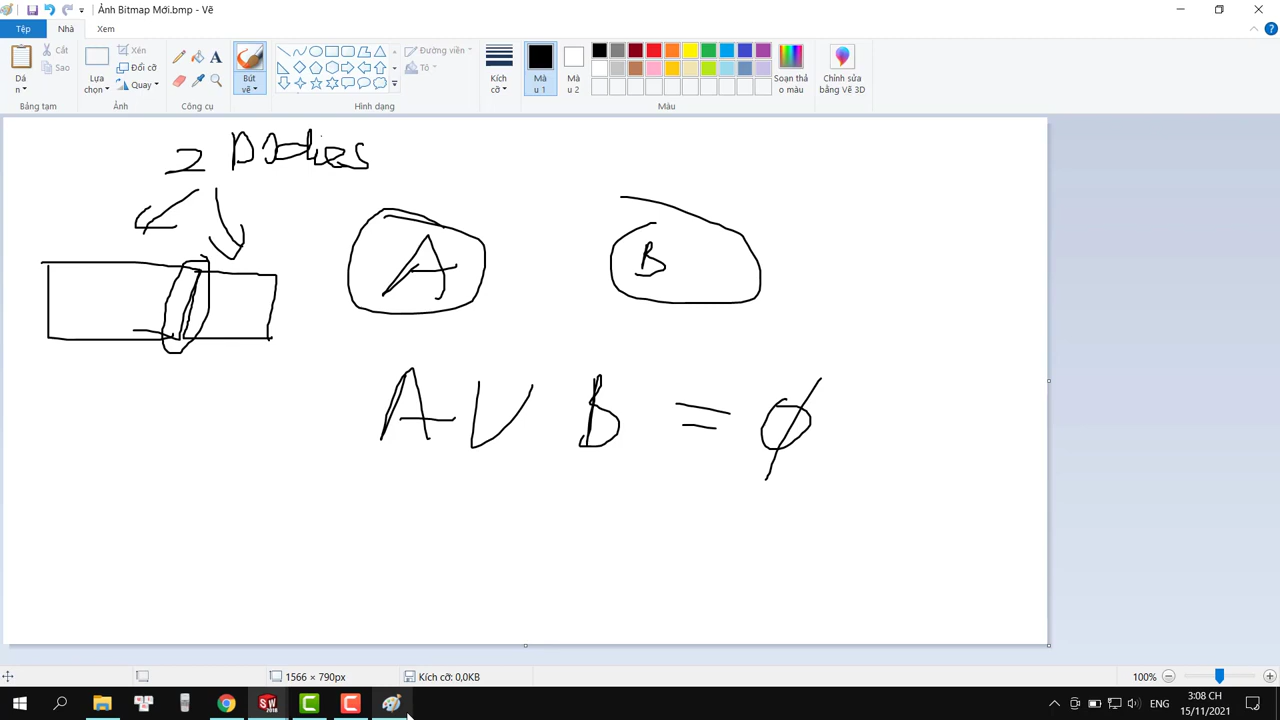 Ảnh Bitmap Mới.bmp - Vẽ
Tệp Nhà Xem
Dán
Cắt
Sao
Bảng tạm
Lựa chọn
Xén
Đổi cỡ
Quay
Ảnh
A
Công cụ
Bút vẽ
Đường viền
Tô
Hình dạng
Kích cỡ
Màu 1
Màu 2
Màu
Soạn thảo màu
Chỉnh sửa bằng Vẽ 3D
2 Bodies
A
B
A V B = ∅
1566 × 790px
Kích cỡ: 0,0KB
100%
SW
2018
C
C
ENG
3:08 CH
15/11/2021